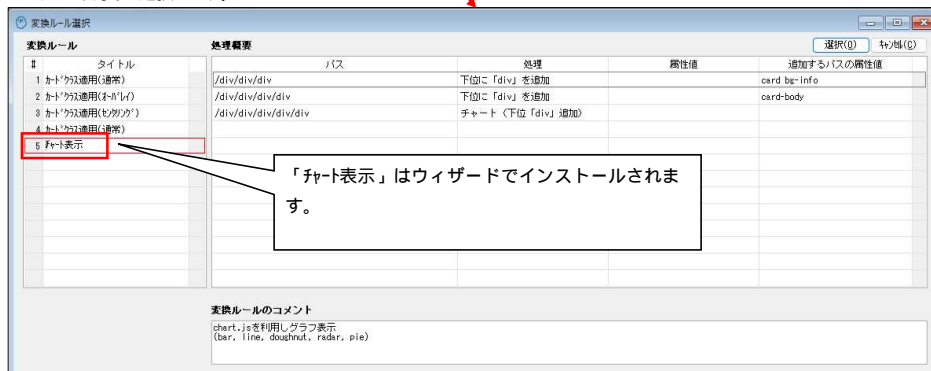 変換ルール選択
変換ルール
処理概要
選択(O) ｷｬﾝｾﾙ(C)
# タイトル
パス 処理 属性値 追加するパスの属性値
1 ｶｰﾄﾞｸﾗｽ適用(通常)
/div/div/div 下位に「div」を追加 card bg-info
2 ｶｰﾄﾞｸﾗｽ適用(ｵｰﾊﾞﾚｲ)
/div/div/div/div 下位に「div」を追加 card-body
3 ｶｰﾄﾞｸﾗｽ適用(ｾﾝﾀﾘﾝｸﾞ)
/div/div/div/div/div チャート（下位「div」追加）
4 ｶｰﾄﾞｸﾗｽ適用(通常)
5 ﾁｬｰﾄ表示
「ﾁｬｰﾄ表示」はウィザードでインストールされま
す。
変換ルールのコメント
chart.jsを利用しグラフ表示
(bar, line, doughnut, radar, pie)